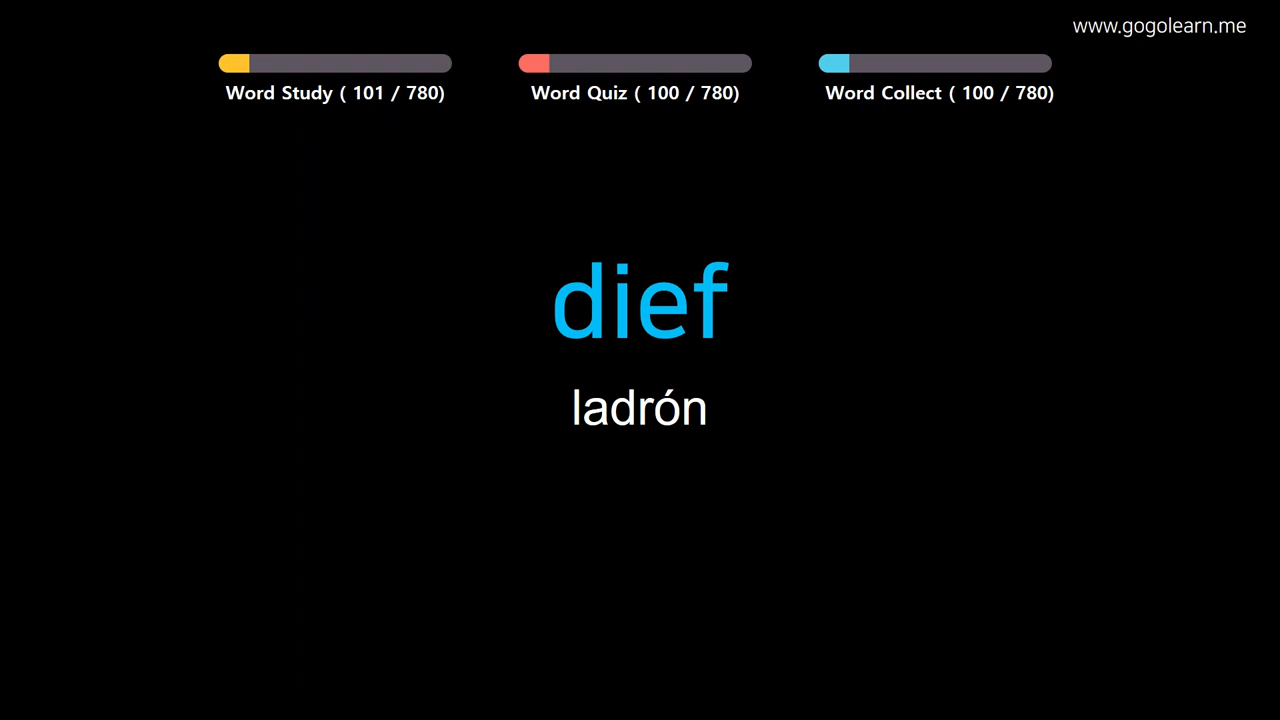 www.gogolearn.me
Word Study ( 101 / 780)
Word Quiz ( 100 / 780)
Word Collect ( 100 / 780)
dief
ladrón